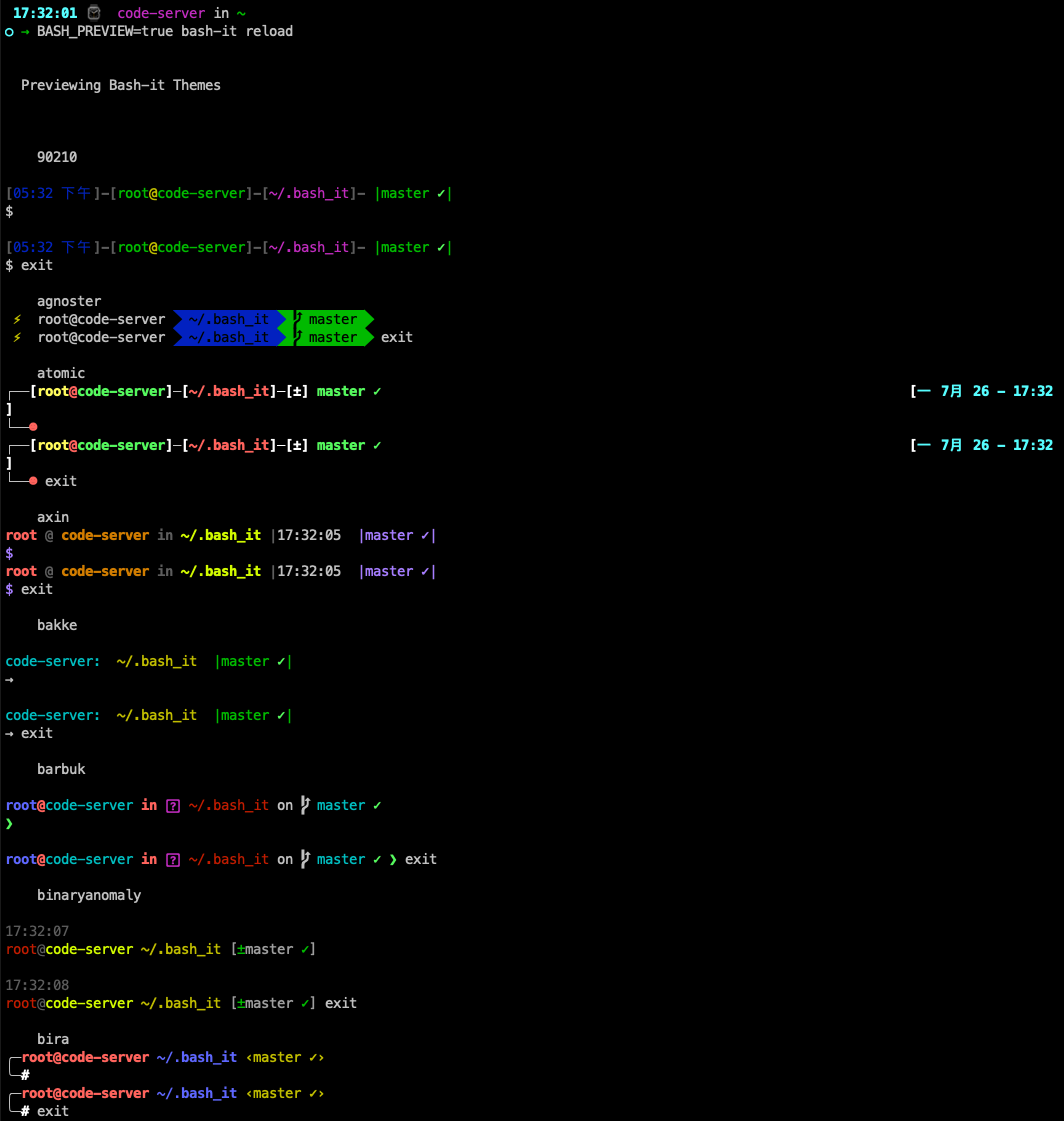 17:32:01 code-server in ~
○ → BASH_PREVIEW=true bash-it reload
Previewing Bash-it Themes
90210
[05:32 下午]-[root@code-server]-[~/.bash_it]- |master ✓|
$
[05:32 下午]-[root@code-server]-[~/.bash_it]- |master ✓|
$ exit
agnoster
⚡ root@code-server ~/.bash_it master
⚡ root@code-server ~/.bash_it master exit
atomic
┌──[root@code-server]─[~/.bash_it]─[±] master ✓ [一 7月 26 - 17:32
]
└──●
┌──[root@code-server]─[~/.bash_it]─[±] master ✓ [一 7月 26 - 17:32
]
└──● exit
axin
root @ code-server in ~/.bash_it |17:32:05 |master ✓|
$
root @ code-server in ~/.bash_it |17:32:05 |master ✓|
$ exit
bakke
code-server: ~/.bash_it |master ✓|
→
code-server: ~/.bash_it |master ✓|
→ exit
barbuk
root@code-server in ~/.bash_it on master ✓
❯
root@code-server in ~/.bash_it on master ✓ ❯ exit
binaryanomaly
17:32:07
root@code-server ~/.bash_it [±master ✓]
17:32:08
root@code-server ~/.bash_it [±master ✓] exit
bira
╭─root@code-server ~/.bash_it ‹master ✓›
╰─#
╭─root@code-server ~/.bash_it ‹master ✓›
╰─# exit